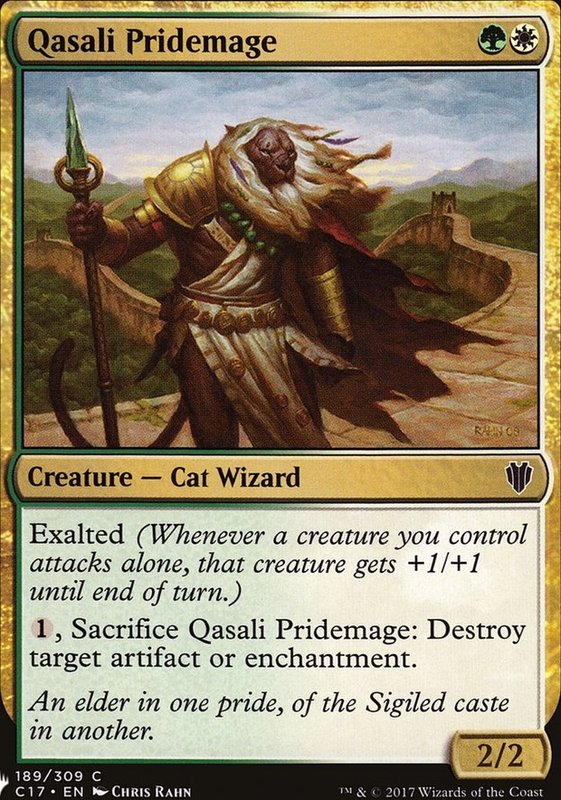 Qasali Pridemage
RAHN 08
Creature — Cat Wizard
Exalted (Whenever a creature you control
attacks alone, that creature gets +1/+1
until end of turn.)
1, Sacrifice Qasali Pridemage: Destroy
target artifact or enchantment.
An elder in one pride, of the Sigiled caste
in another.
2/2
189/309 C
C17 • EN Chris Rahn
™ & © 2017 Wizards of the Coast